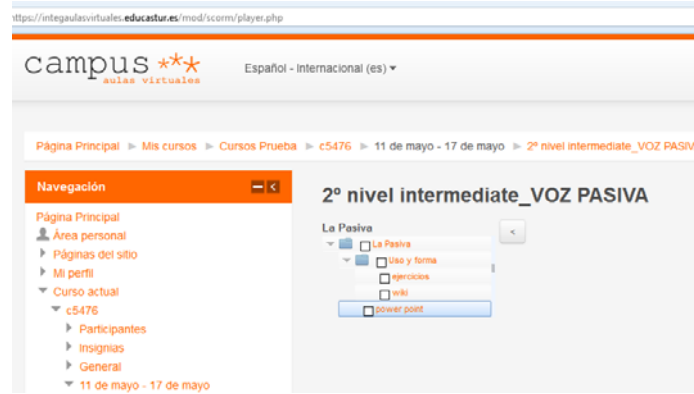 https://integaulasvirtuales.educastur.es/mod/scorm/player.php
campus
aulas virtuales
Español - Internacional (es)
Página Principal Mis cursos Cursos Prueba c5476 11 de mayo - 17 de mayo 2º nivel intermediate_VOZ PASIV
Navegación
Página Principal
Área personal
Páginas del sitio
Mi perfil
Curso actual
c5476
Participantes
Insignias
General
11 de mayo - 17 de mayo
2º nivel intermediate_VOZ PASIVA
La Pasiva
La Pasiva
Uso y forma
ejercicios.
wiki
power point